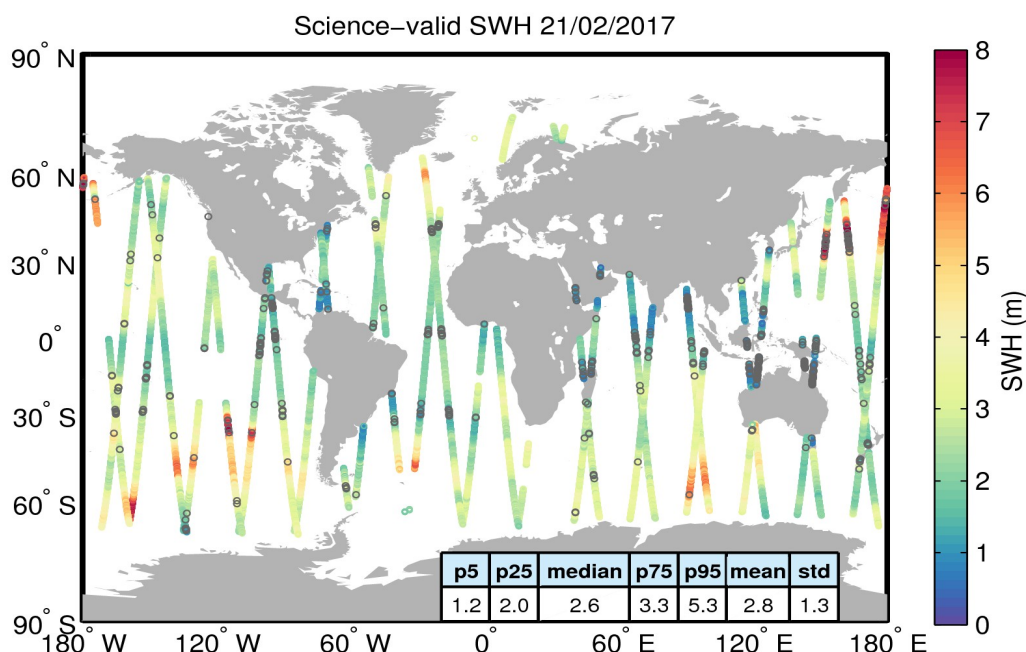 Science−valid SWH 21/02/2017
90° N
60° N
30° N
0°
30° S
60° S
90° S
180° W 120° W 60° W 0° 60° E 120° E 180° E
p5 p25 median p75 p95 mean std
1.2 2.0 2.6 3.3 5.3 2.8 1.3
8
7
6
5
4
3
2
1
0
SWH (m)